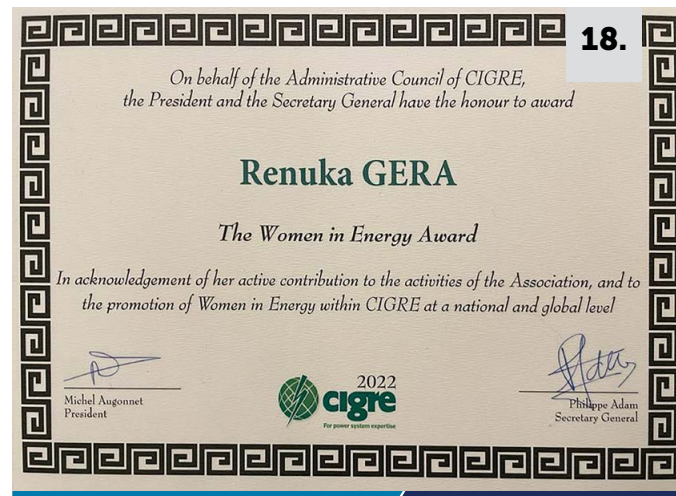 18.
On behalf of the Administrative Council of CIGRE,
the President and the Secretary General have the honour to award
Renuka GERA
The Women in Energy Award
In acknowledgement of her active contribution to the activities of the Association, and to
the promotion of Women in Energy within CIGRE at a national and global level
Michel Augonnet
President
2022
cigre
For power system expertise
Philippe Adam
Secretary General